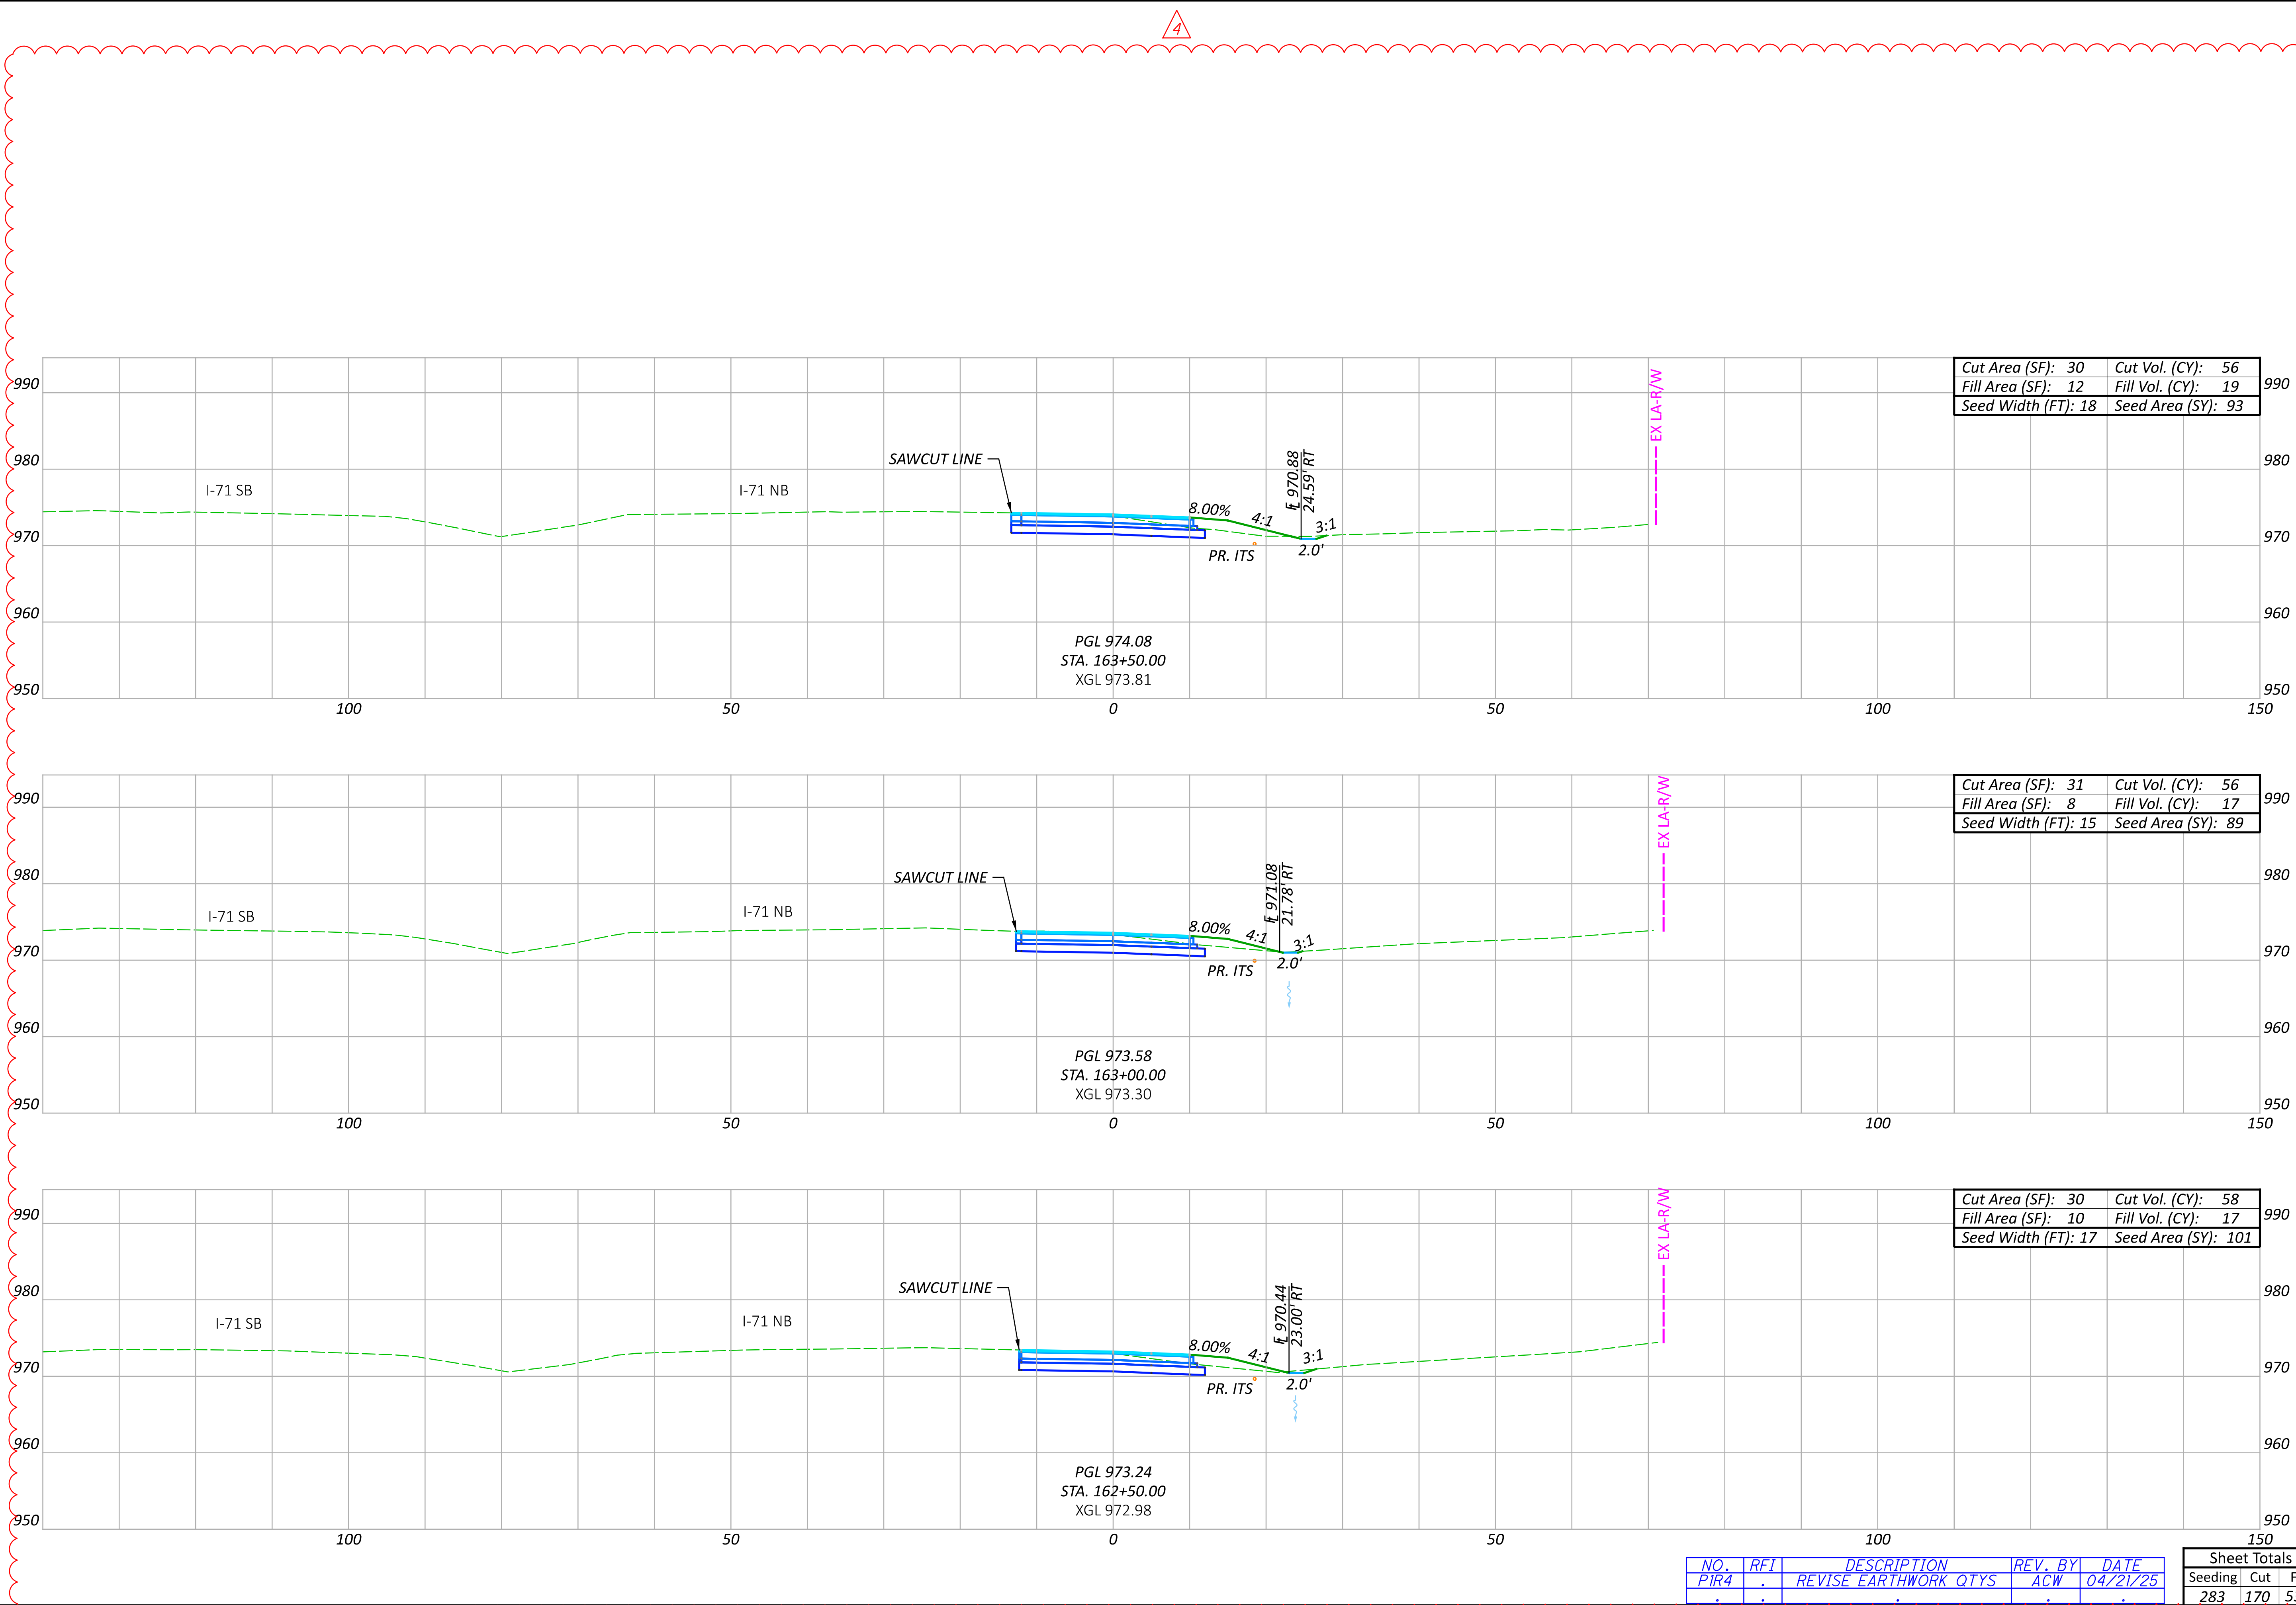 4
Cut Area (SF): 30 Cut Vol. (CY): 56
Fill Area (SF): 12 Fill Vol. (CY): 19
Seed Width (FT): 18 Seed Area (SY): 93
990 990
EX LA-R/W
980 980
SAWCUT LINE
I-71 SB I-71 NB
FL 970.88
24.59' RT
8.00% 4:1 3:1
970 970
PR. ITS 2.0'
960 960
PGL 974.08
STA. 163+50.00
XGL 973.81
950 950
100 50 0 50 100 150
Cut Area (SF): 31 Cut Vol. (CY): 56
Fill Area (SF): 8 Fill Vol. (CY): 17
Seed Width (FT): 15 Seed Area (SY): 89
990 990
EX LA-R/W
980 980
SAWCUT LINE
I-71 SB I-71 NB
FL 971.08
21.78' RT
8.00% 4:1 3:1
970 970
PR. ITS 2.0'
960 960
PGL 973.58
STA. 163+00.00
XGL 973.30
950 950
100 50 0 50 100 150
Cut Area (SF): 30 Cut Vol. (CY): 58
Fill Area (SF): 10 Fill Vol. (CY): 17
Seed Width (FT): 17 Seed Area (SY): 101
990 990
EX LA-R/W
980 980
SAWCUT LINE
I-71 SB I-71 NB
FL 970.44
23.00' RT
8.00% 4:1 3:1
970 970
PR. ITS 2.0'
960 960
PGL 973.24
STA. 162+50.00
XGL 972.98
950 950
100 50 0 50 100 150
NO. RFI DESCRIPTION REV. BY DATE
P1R4 . REVISE EARTHWORK QTYS ACW 04/21/25
. . . . .
Sheet Totals
Seeding Cut
283 170